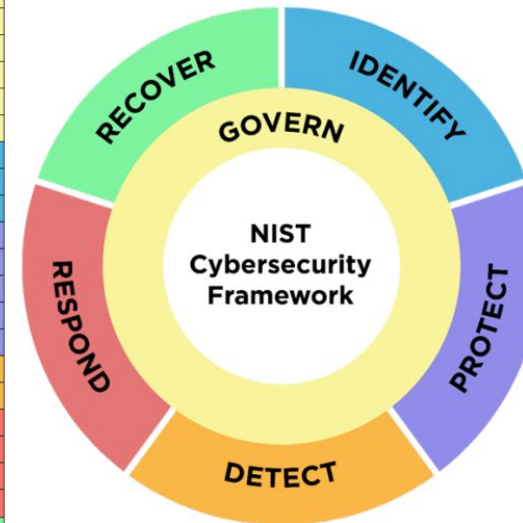 RECOVER
IDENTIFY
GOVERN
NIST
Cybersecurity
Framework
RESPOND
PROTECT
DETECT